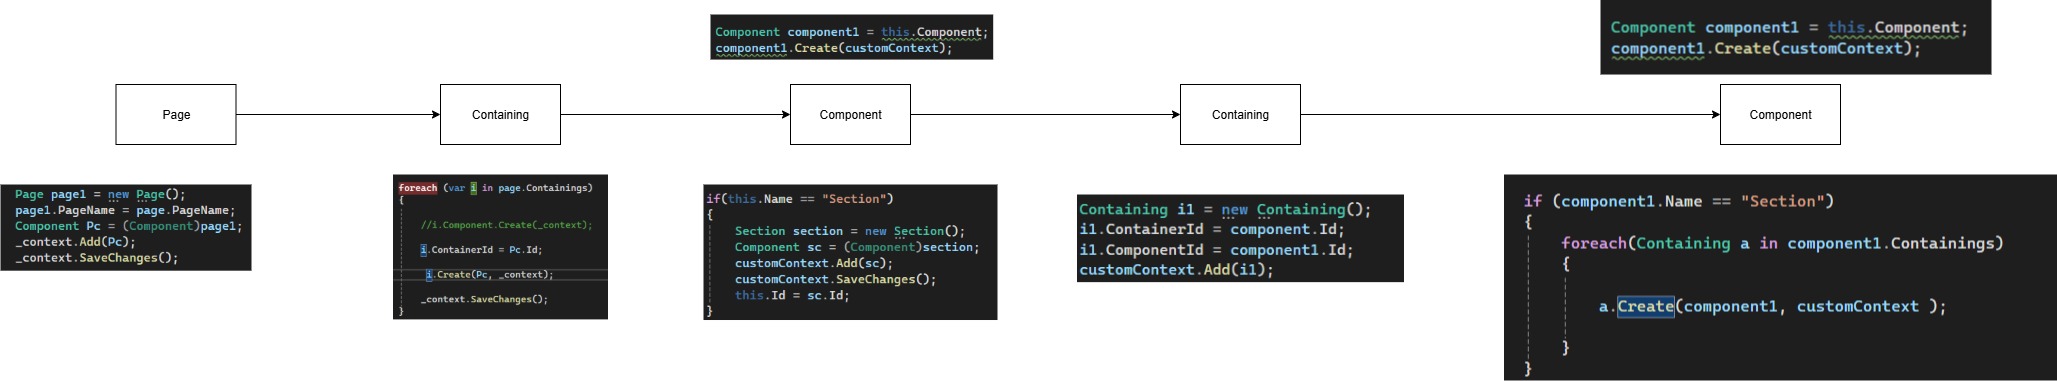 Component component1 = this.Component;
component1.Create(customContext);
Component component1 = this.Component;
component1.Create(customContext);
Page
Containing
Component
Containing
Component
Page page1 = new Page();
page1.PageName = page.PageName;
Component Pc = (Component)page1;
_context.Add(Pc);
_context.SaveChanges();
foreach (var i in page.Containings)
{
//i.Component.Create(_context);
i.ContainerId = Pc.Id;
i.Create(Pc, _context);
_context.SaveChanges();
}
if(this.Name == "Section")
{
Section section = new Section();
Component sc = (Component)section;
customContext.Add(sc);
customContext.SaveChanges();
this.Id = sc.Id;
}
Containing i1 = new Containing();
i1.ContainerId = component.Id;
i1.ComponentId = component1.Id;
customContext.Add(i1);
if (component1.Name == "Section")
{
foreach(Containing a in component1.Containings)
{
a.Create(component1, customContext );
}
}